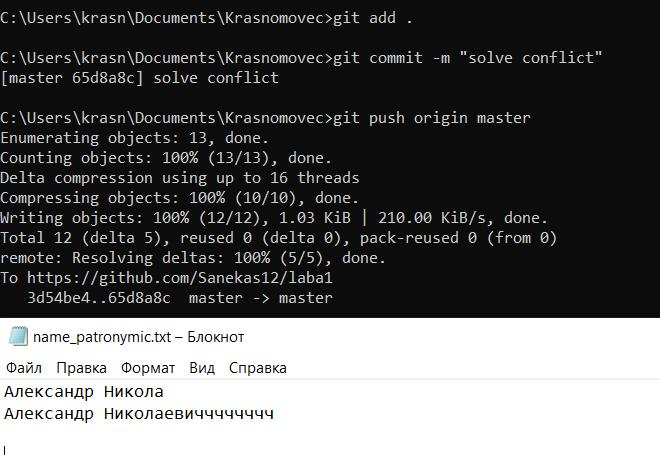 C:\Users\krasn\Documents\Krasnomovec>git add .
C:\Users\krasn\Documents\Krasnomovec>git commit -m "solve conflict"
[master 65d8a8c] solve conflict
C:\Users\krasn\Documents\Krasnomovec>git push origin master
Enumerating objects: 13, done.
Counting objects: 100% (13/13), done.
Delta compression using up to 16 threads
Compressing objects: 100% (10/10), done.
Writing objects: 100% (12/12), 1.03 KiB | 210.00 KiB/s, done.
Total 12 (delta 5), reused 0 (delta 0), pack-reused 0 (from 0)
remote: Resolving deltas: 100% (5/5), done.
To https://github.com/Sanekas12/laba1
   3d54be4..65d8a8c  master -> master
name_patronymic.txt – Блокнот
Файл Правка Формат Вид Справка
Александр Никола
Александр Николаевичччччччч